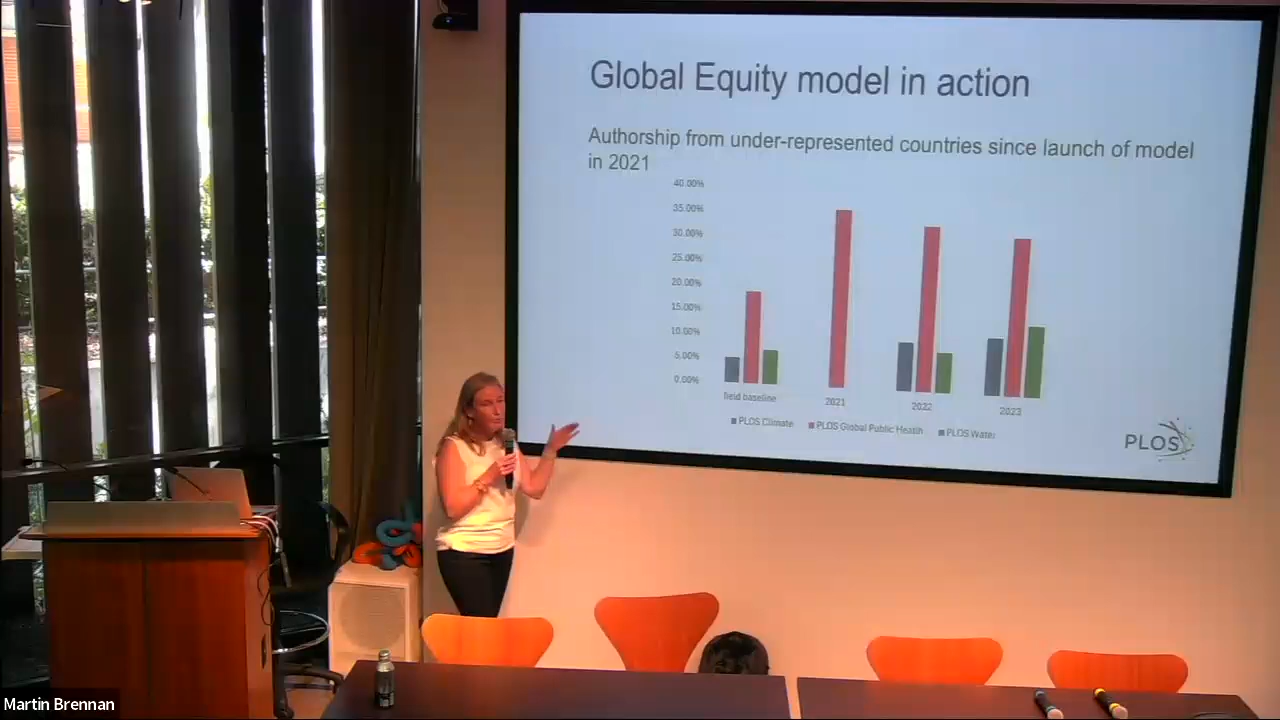 Global Equity model in action
Authorship from under-represented countries since launch of model
in 2021
40.00%
35.00%
30.00%
25.00%
20.00%
15.00%
10.00%
5.00%
0.00%
field baseline
2021
2022
2023
PLOS Climate
PLOS Global Public Health
PLOS Water
PLOS
Martin Brennan